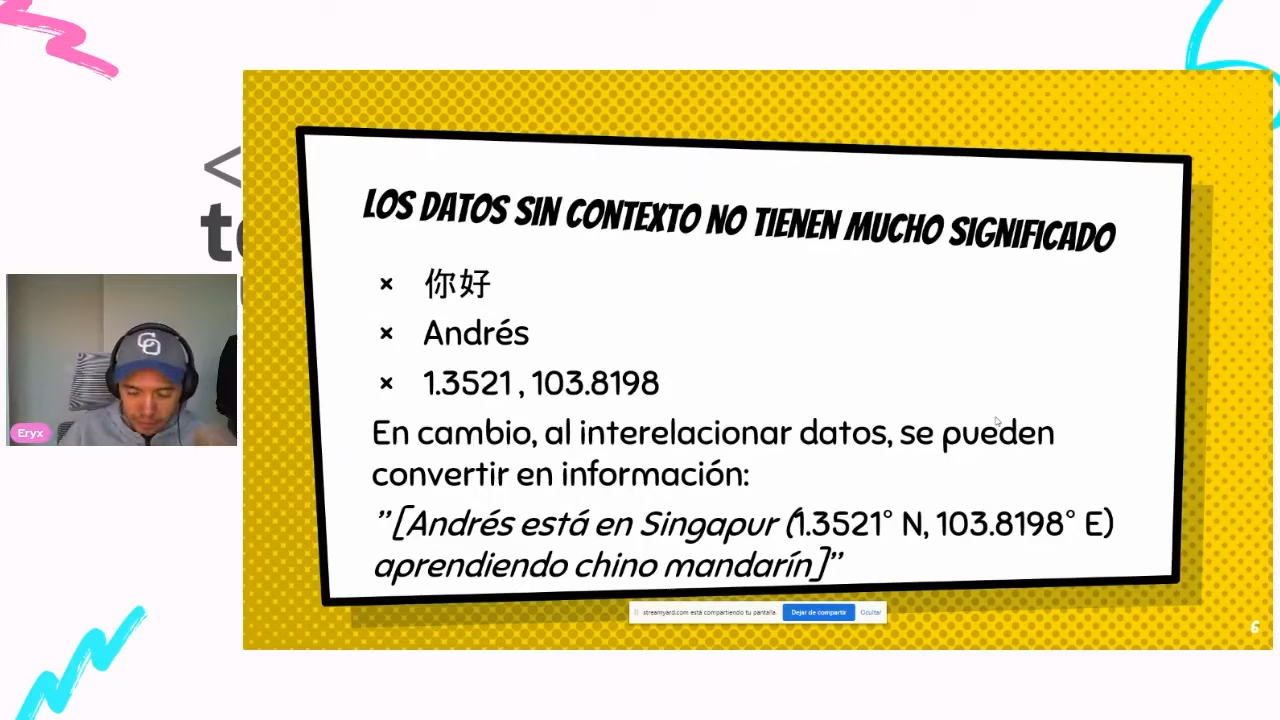 LOS DATOS SIN CONTEXTO NO TIENEN MUCHO SIGNIFICADO
× 你好
× Andrés
× 1.3521 , 103.8198
En cambio, al interelacionar datos, se pueden
convertir en información:
"[Andrés está en Singapur (1.3521° N, 103.8198° E)
aprendiendo chino mandarín]"
Eryx
streamyard.com está compartiendo tu pantalla. Dejar de compartir Ocultar
6